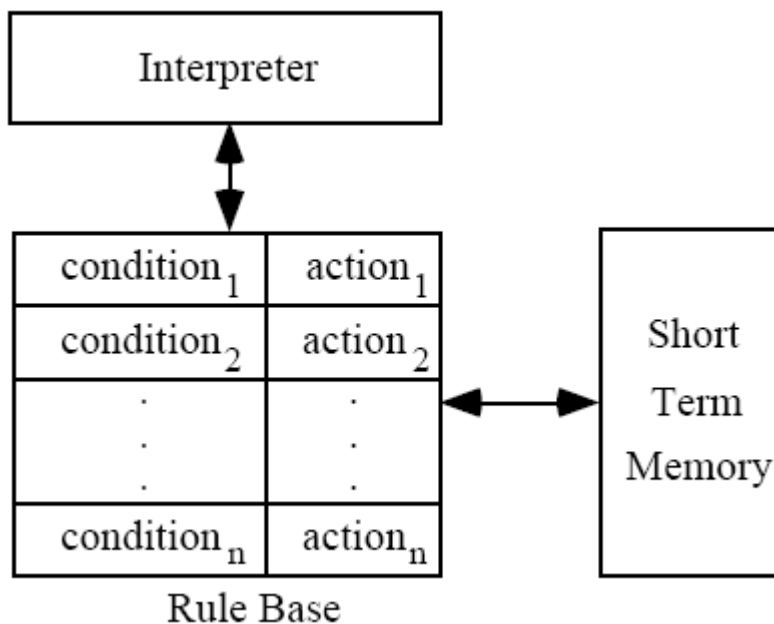 Interpreter
condition₁ action₁
condition₂ action₂
. .
. .
. .
conditionₙ actionₙ
Rule Base
Short
Term
Memory